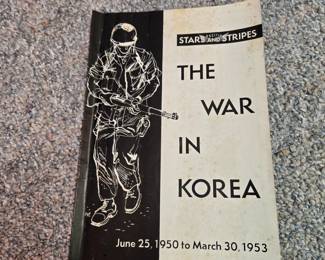 STARS AND STRIPES
THE
WAR
IN
KOREA
June 25, 1950 to March 30, 1953